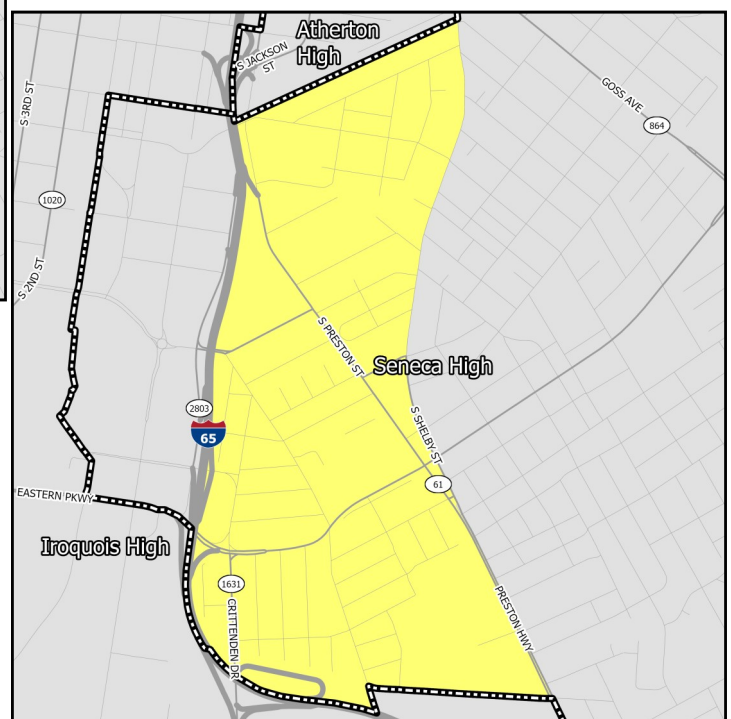 Atherton
High
S JACKSON
ST
S 3RD ST
GOSS AVE
864
1020
S 2ND ST
S PRESTON ST
Seneca High
2803
65
S SHELBY ST
61
EASTERN PKWY
Iroquois High
1631
CRITTENDEN DR
PRESTON HWY